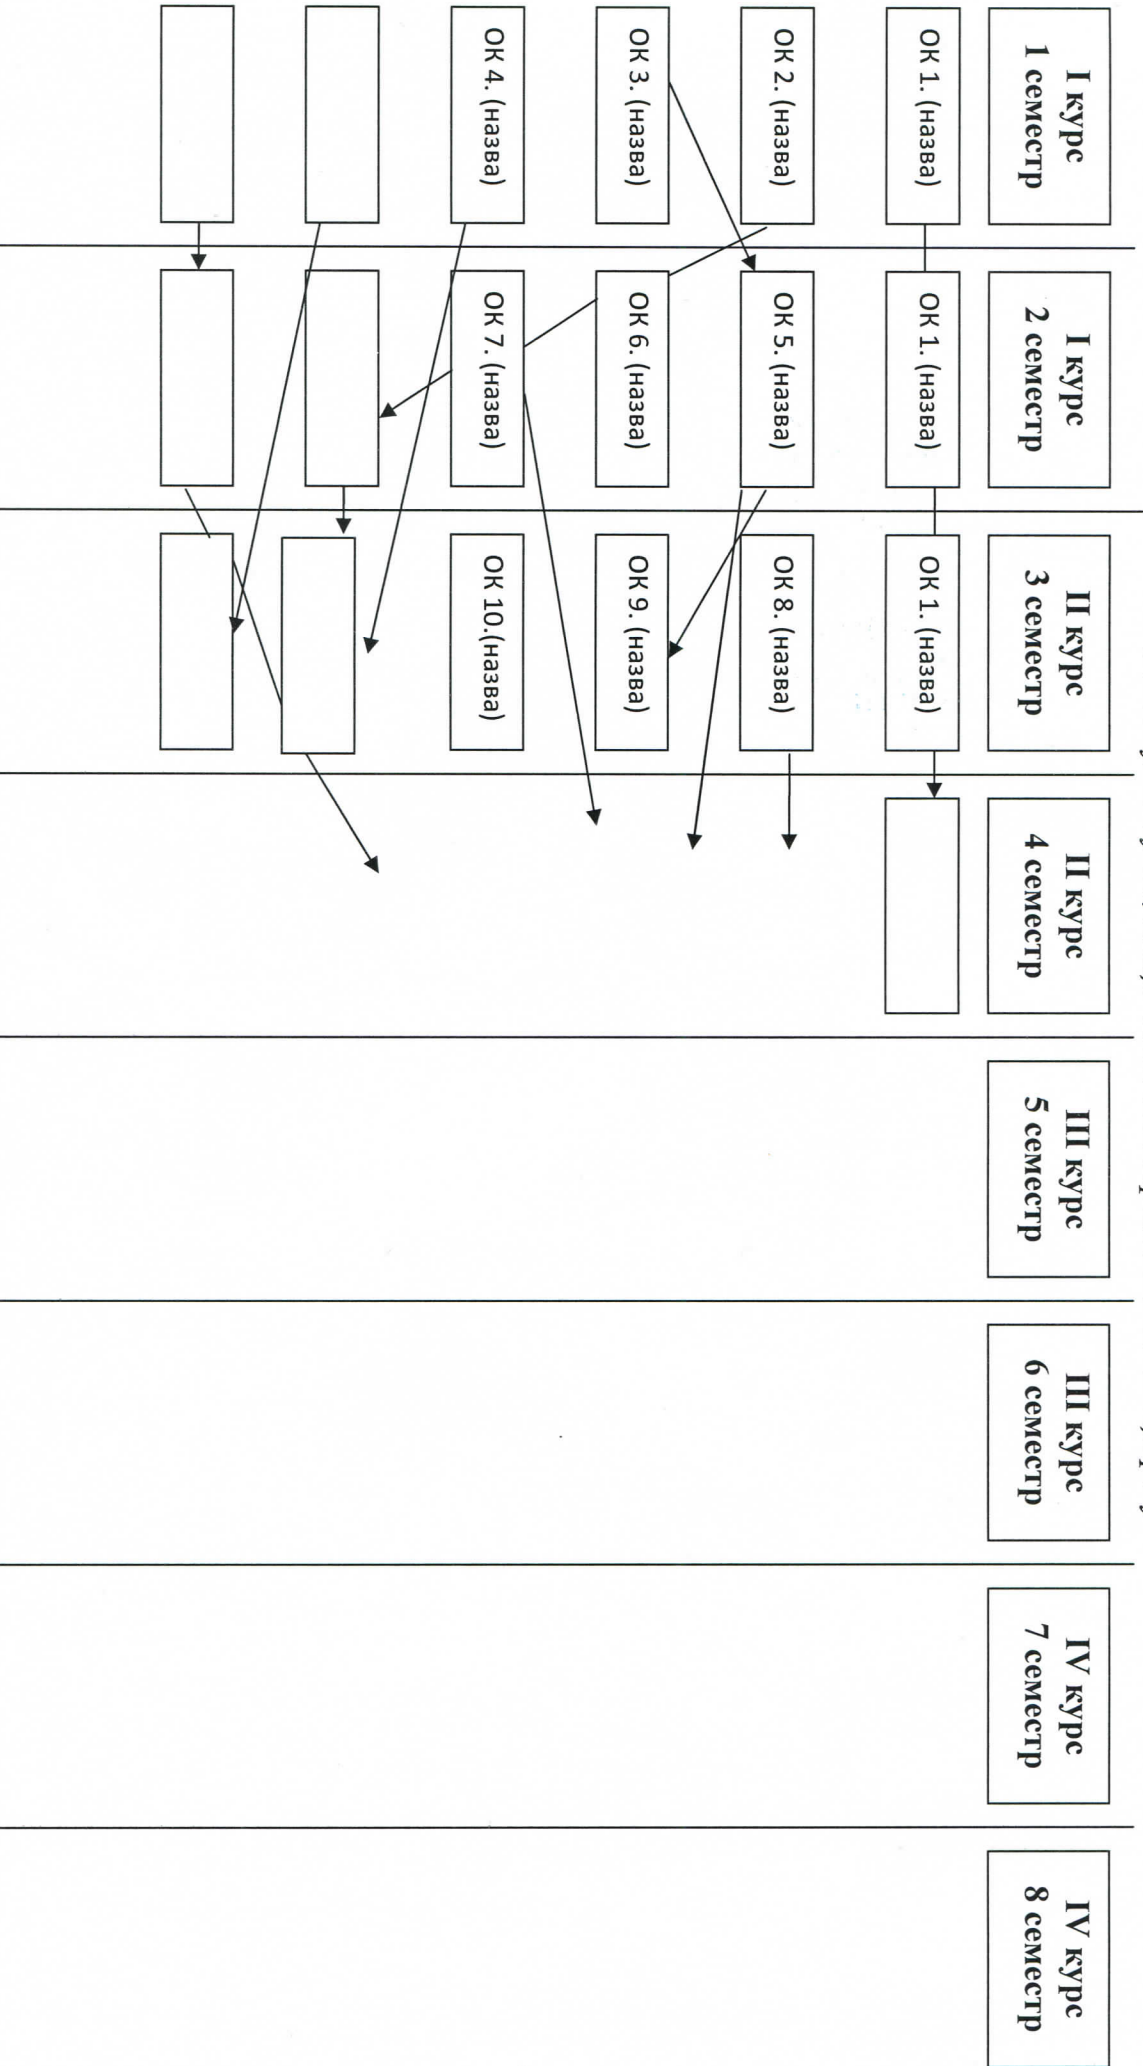 I курс
1 семестр
I курс
2 семестр
II курс
3 семестр
II курс
4 семестр
III курс
5 семестр
III курс
6 семестр
IV курс
7 семестр
IV курс
8 семестр
ОК 1. (назва)
ОК 1. (назва)
ОК 1. (назва)
ОК 2. (назва)
ОК 5. (назва)
ОК 8. (назва)
ОК 3. (назва)
ОК 6. (назва)
ОК 9. (назва)
ОК 4. (назва)
ОК 7. (назва)
ОК 10.(назва)